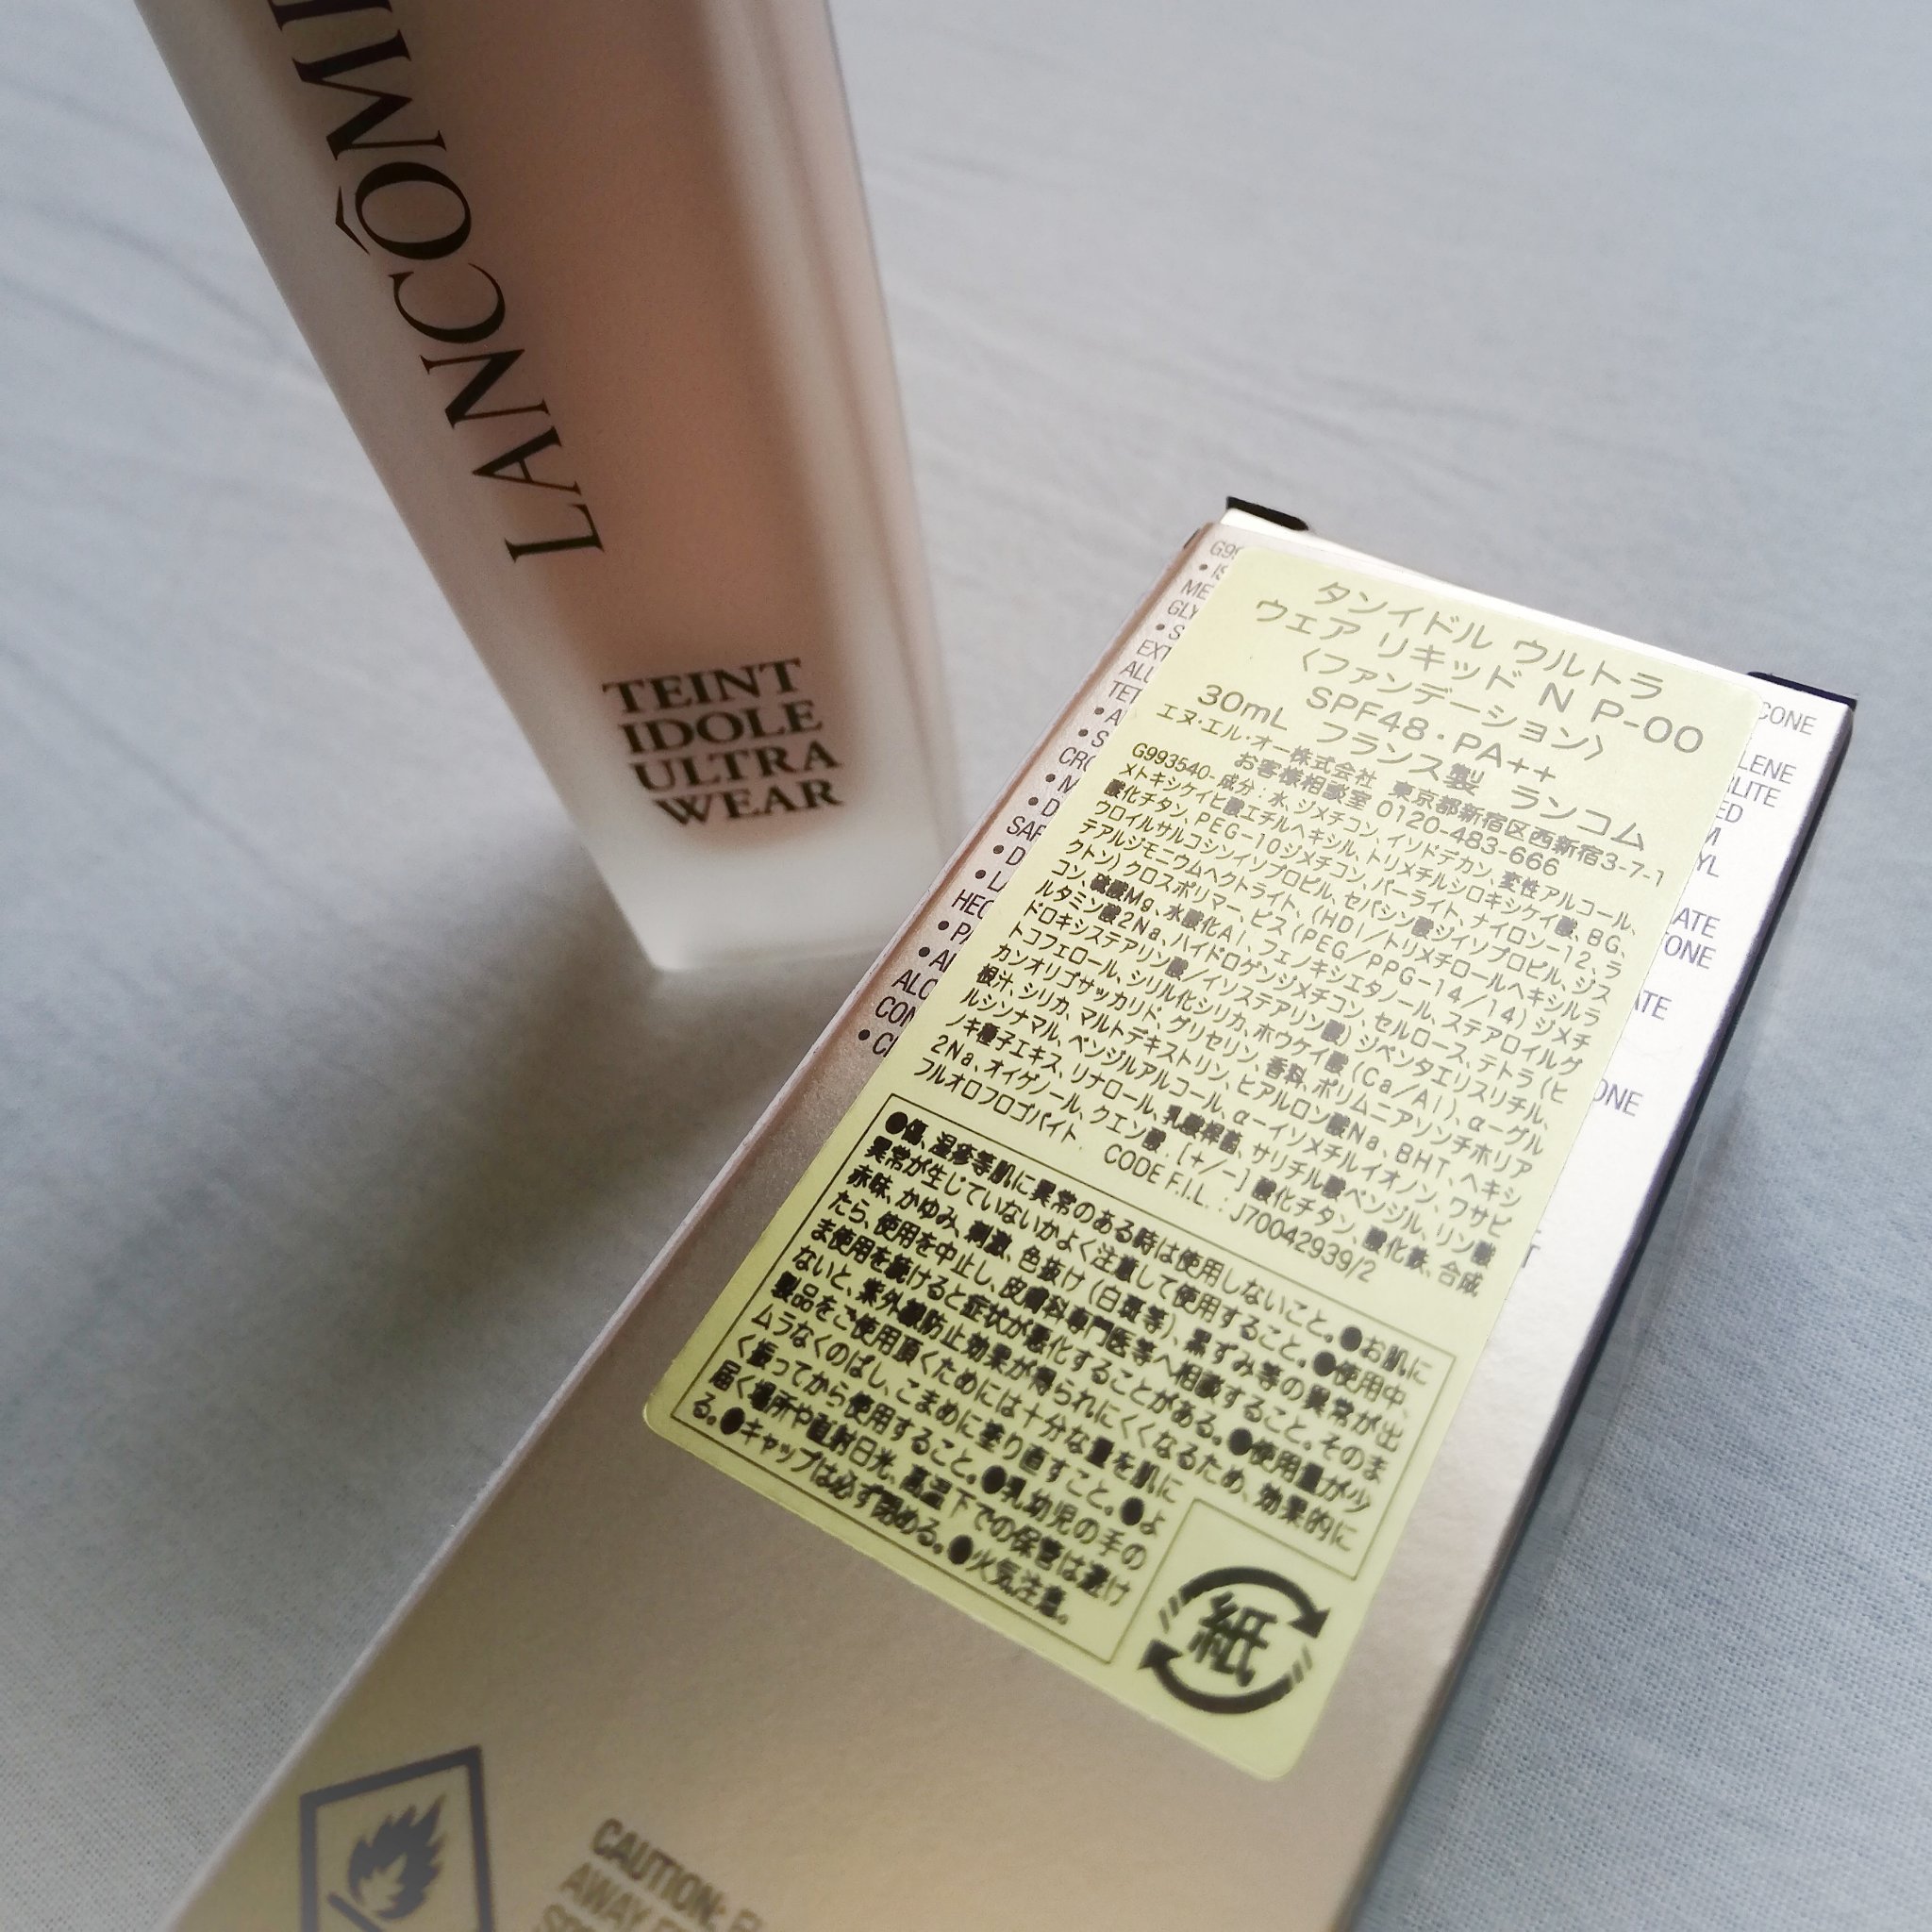 LANCÔM
TEINT
IDOLE
ULTRA
WEAR
タンイドル ウルトラ
ウェア リキッド N P-00
〈ファンデーション〉
SPF48・PA++
30mL フランス製 ランコム
エヌ・エル・オー株式会社 東京都新宿区西新宿3-7-1
お客様相談室 0120-483-666
G993540- 成分：水、ジメチコン、イソドデカン、変性アルコール、
メトキシケイヒ酸エチルヘキシル、トリメチルシロキシケイ酸、BG、
酸化チタン、PEG-10ジメチコン、パーライト、ナイロン-12、ラ
ウロイルサルコシンイソプロピル、セバシン酸ジイソプロピル、ジス
テアルジモニウムヘクトライト、（HDI／トリメチロールヘキシルラ
クトン）クロスポリマー、ビス（PEG／PPG-14／14）ジメチ
コン、硫酸Mg、水酸化Al、フェノキシエタノール、ステアロイルグ
ルタミン酸2Na、ハイドロゲンジメチコン、セルロース、テトラ（ヒ
ドロキシステアリン酸／イソステアリン酸）ジペンタエリスリチル、
トコフェロール、シリル化シリカ、ホウケイ酸（Ca／Al）、α-グル
カンオリゴサッカリド、グリセリン、香料、ポリムニアソンチホリア
根汁、シリカ、マルトデキストリン、ヒアルロン酸Na、BHT、ヘキシ
ルシンナマル、ベンジルアルコール、α-イソメチルイオノン、ワサビ
ノキ種子エキス、リナロール、乳酸桿菌、サリチル酸ベンジル、リン酸
2Na、オイゲノール、クエン酸、[+/-] 酸化チタン、酸化鉄、合成
フルオロフロゴパイト CODE F.I.L. : J70042939/2
●傷、湿疹等肌に異常のある時は使用しないこと。●お肌に
異常が生じていないかよく注意して使用すること。●使用中、
赤味、かゆみ、刺激、色抜け（白斑等）、黒ずみ等の異常が出
たら、使用を中止し、皮膚科専門医等へ相談すること。そのま
ま使用を続けると症状が悪化することがある。●使用量が少
ないと、紫外線防止効果が得られにくくなるため、効果的に
製品をご使用頂くためには十分な量を肌に
ムラなくのばし、こまめに塗り直すこと。●よ
く振ってから使用すること。●乳幼児の手の
届く場所や直射日光、高温下での保管は避け
る。●キャップは必ず閉める。●火気注意。
紙
CAUTION:
AWAY